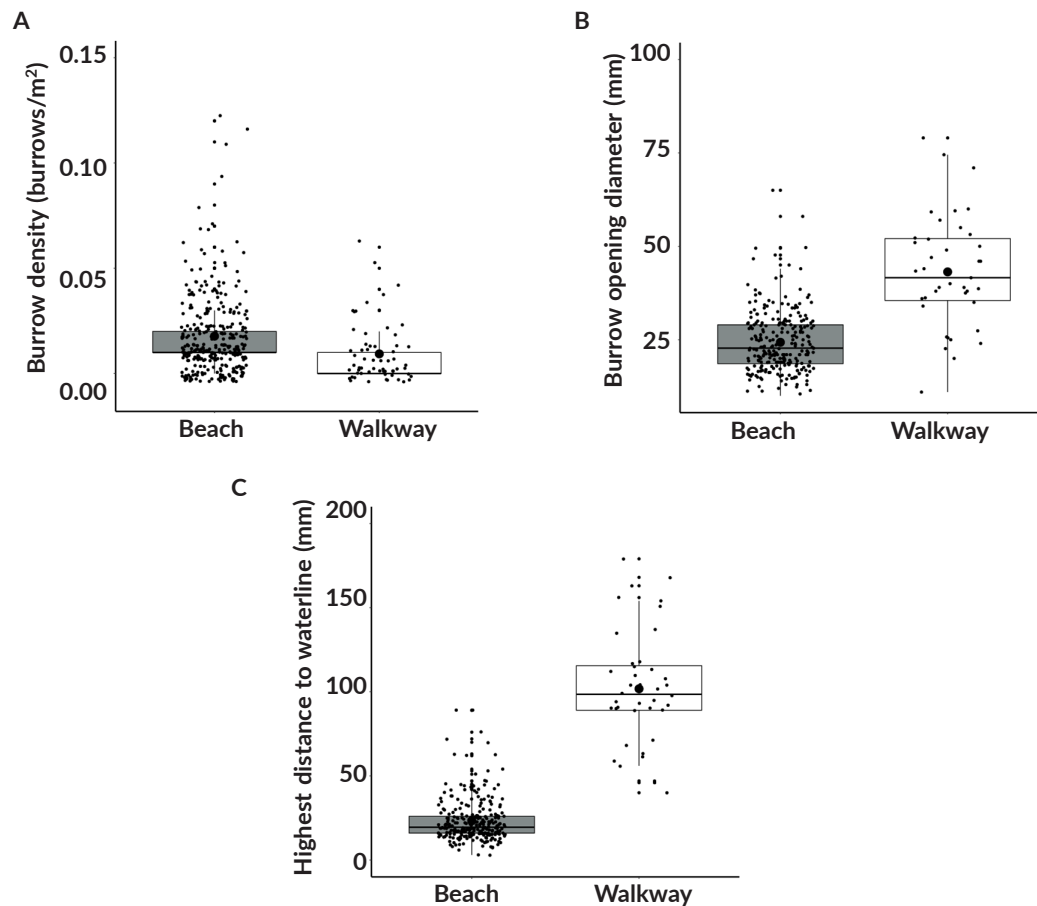 A
Burrow density (burrows/m²)
0.15
0.10
0.05
0.00
Beach Walkway
B
Burrow opening diameter (mm)
100
75
50
25
Beach Walkway
C
Highest distance to waterline (mm)
200
150
100
50
0
Beach Walkway